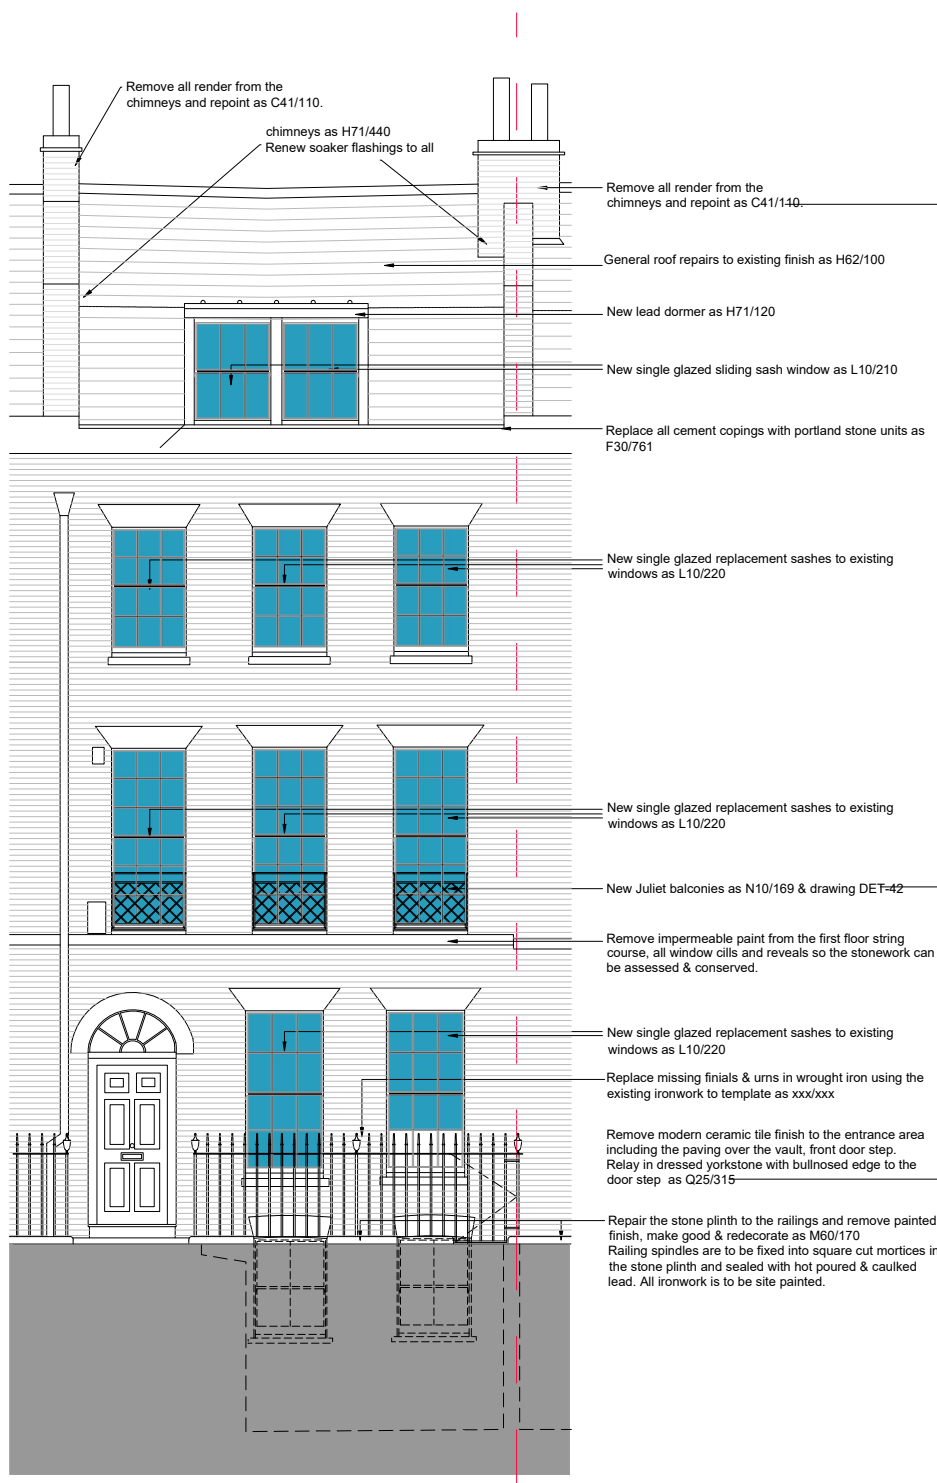 Remove all render from the
chimneys and repoint as C41/110.
chimneys as H71/440
Renew soaker flashings to all
Remove all render from the
chimneys and repoint as C41/110.
General roof repairs to existing finish as H62/100
New lead dormer as H71/120
New single glazed sliding sash window as L10/210
Replace all cement copings with portland stone units as
F30/761
New single glazed replacement sashes to existing
windows as L10/220
New single glazed replacement sashes to existing
windows as L10/220
New Juliet balconies as N10/169 & drawing DET-42
Remove impermeable paint from the first floor string
course, all window cills and reveals so the stonework can
be assessed & conserved.
New single glazed replacement sashes to existing
windows as L10/220
Replace missing finials & urns in wrought iron using the
existing ironwork to template as xxx/xxx
Remove modern ceramic tile finish to the entrance area
including the paving over the vault, front door step.
Relay in dressed yorkstone with bullnosed edge to the
door step as Q25/315
Repair the stone plinth to the railings and remove painted
finish, make good & redecorate as M60/170
Railing spindles are to be fixed into square cut mortices in
the stone plinth and sealed with hot poured & caulked
lead. All ironwork is to be site painted.